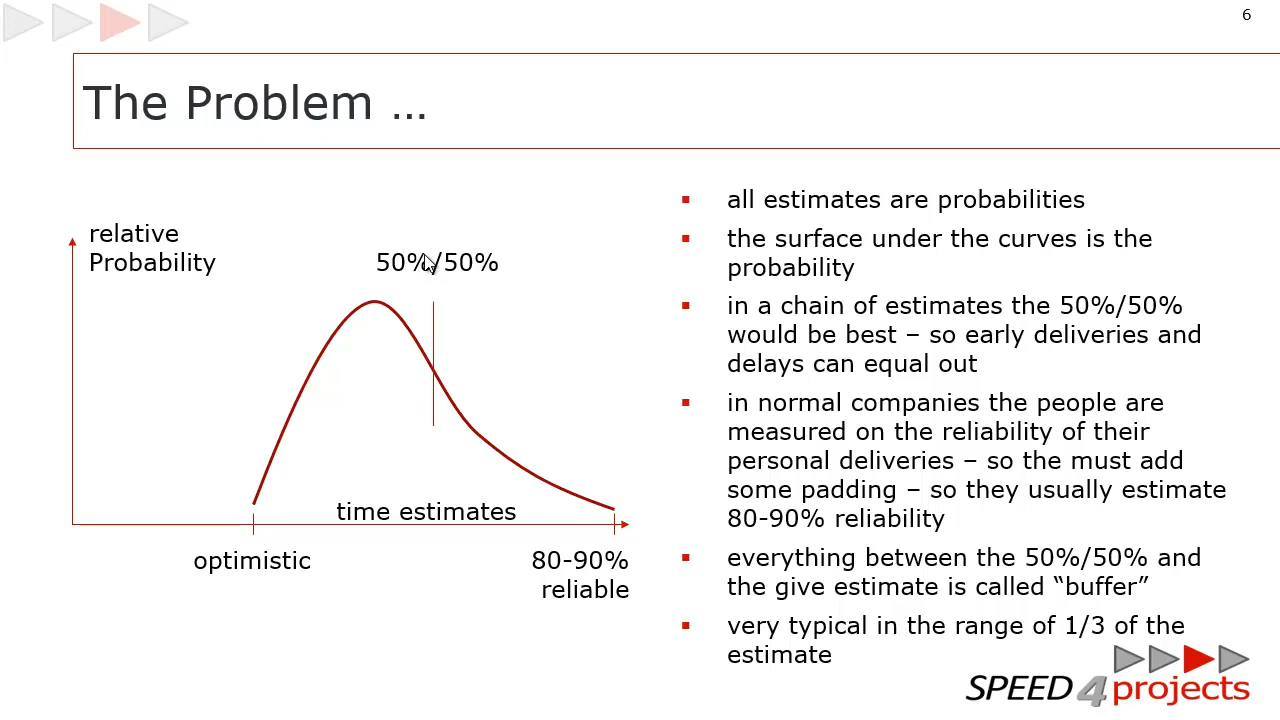 6
The Problem …
relative
Probability
50%/50%
time estimates
optimistic
80-90%
reliable
all estimates are probabilities
the surface under the curves is the
probability
in a chain of estimates the 50%/50%
would be best – so early deliveries and
delays can equal out
in normal companies the people are
measured on the reliability of their
personal deliveries – so the must add
some padding – so they usually estimate
80-90% reliability
everything between the 50%/50% and
the give estimate is called “buffer”
very typical in the range of 1/3 of the
estimate
SPEED4projects